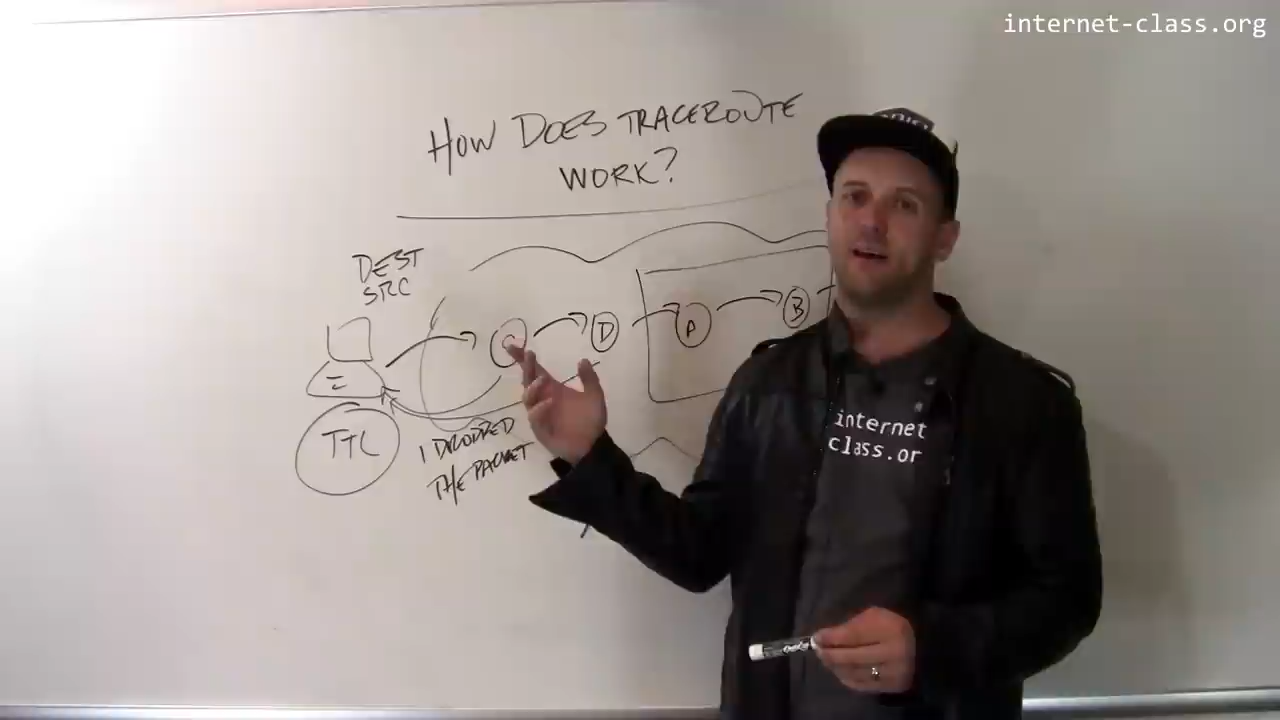 internet-class.org
HOW DOES TRACEROUTE
WORK?
DEST
SRC
C
D
A
B
TTL
I DROPPED
THE PACKET
internet
class.or